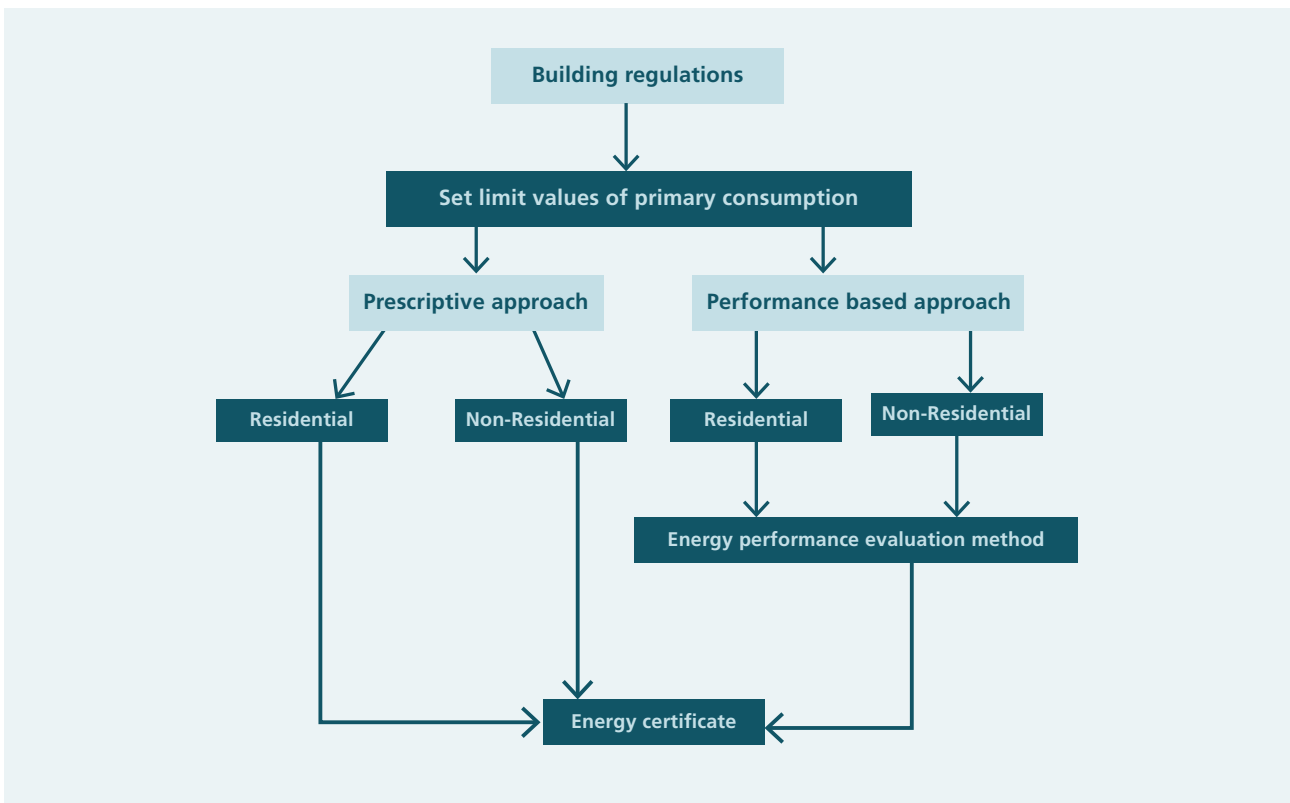 Building regulations
Set limit values of primary consumption
Prescriptive approach
Performance based approach
Residential
Non-Residential
Residential
Non-Residential
Energy performance evaluation method
Energy certificate